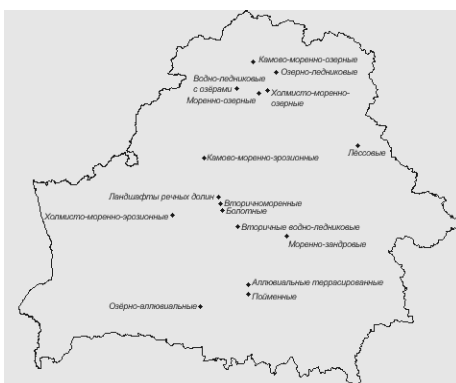 Камово-моренно-озерные
Озерно-ледниковые
Водно-ледниковые
с озёрами
Моренно-озерные
Холмисто-моренно-
озерные
Лёссовые
Камово-моренно-эрозионные
Ландшафты речных долин
Вторичноморенные
Болотные
Холмисто-моренно-эрозионные
Вторичные водно-ледниковые
Моренно-зандровые
Аллювиальные террасированные
Пойменные
Озёрно-аллювиальные